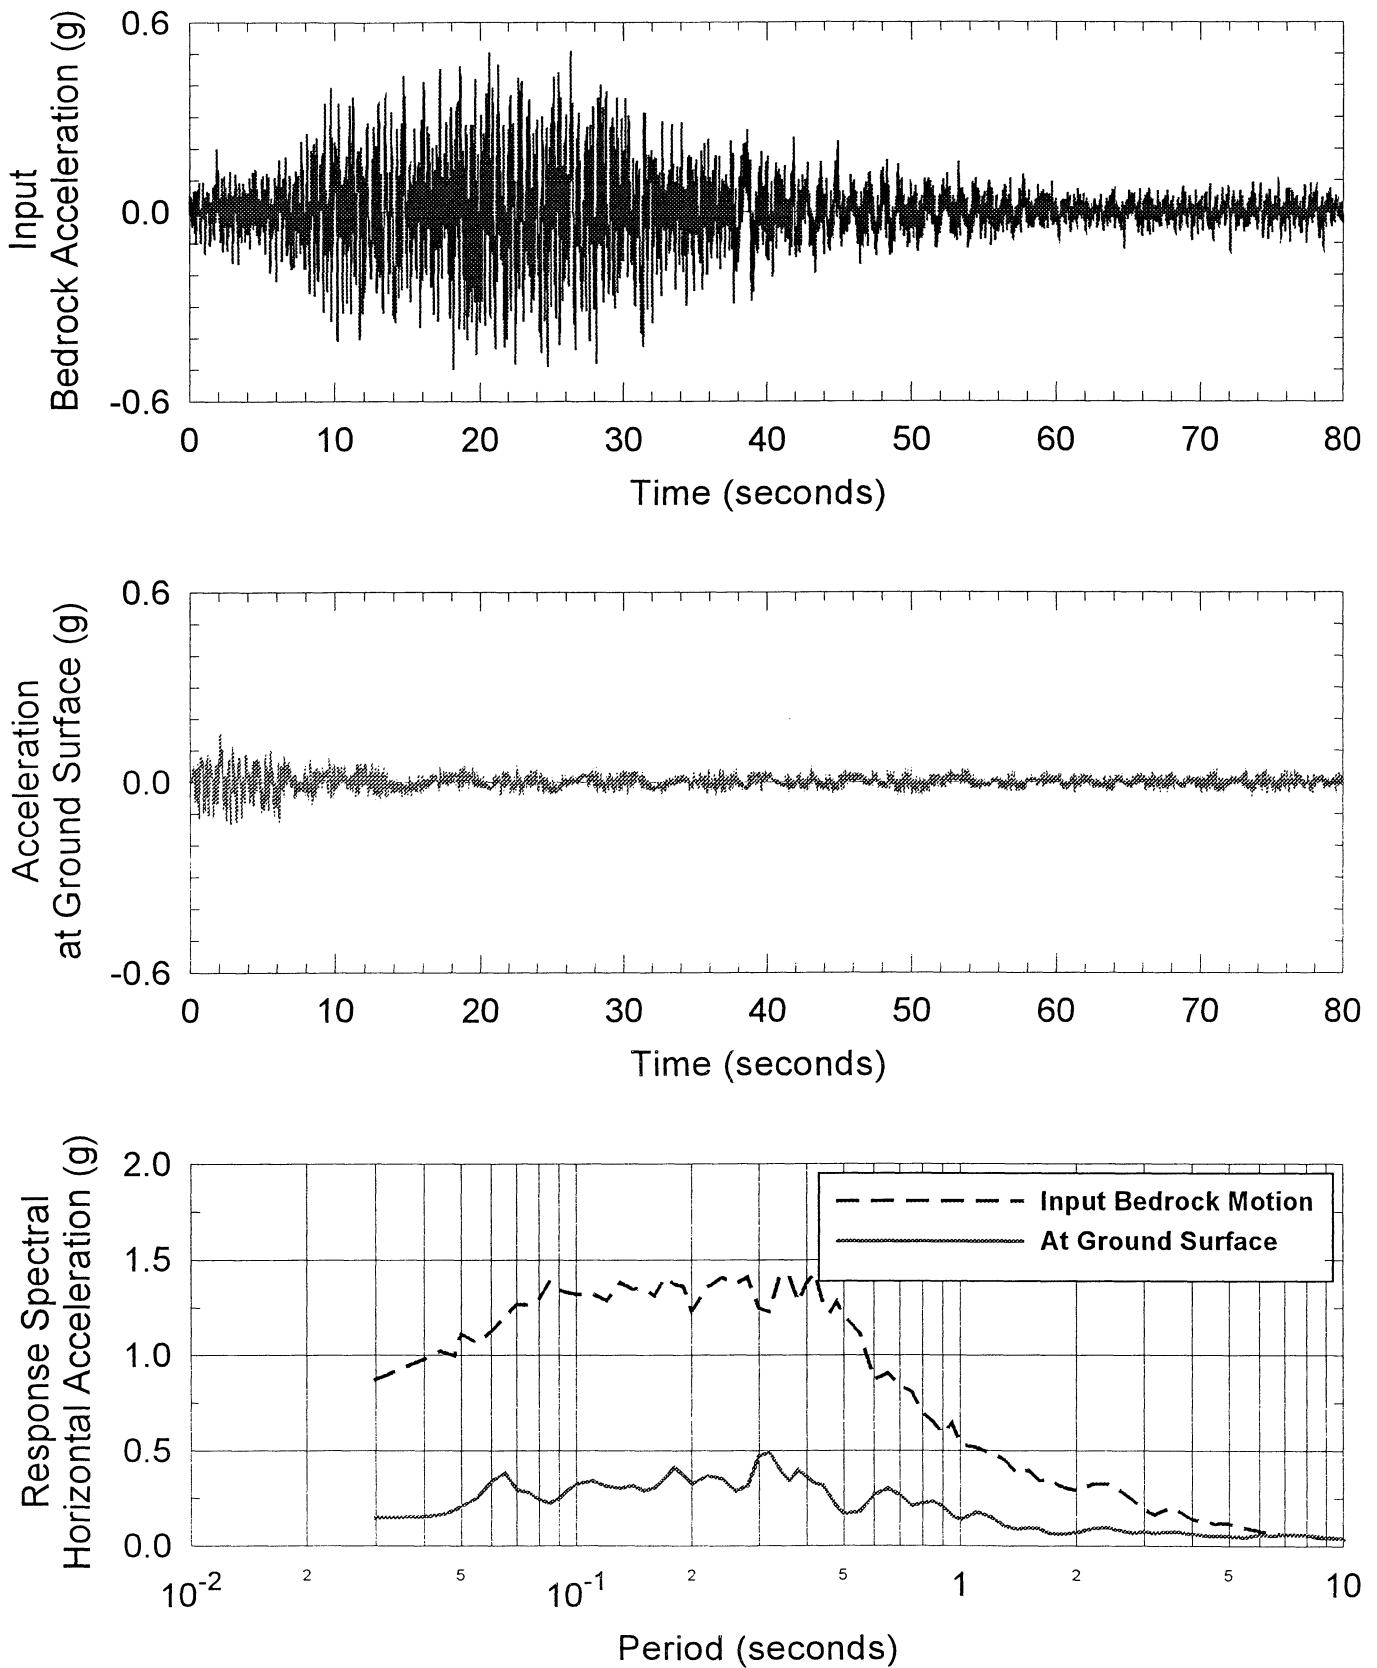 Input
Bedrock Acceleration (g)
0.6
0.0
-0.6
0 10 20 30 40 50 60 70 80
Time (seconds)
Acceleration
at Ground Surface (g)
0.6
0.0
-0.6
0 10 20 30 40 50 60 70 80
Time (seconds)
Response Spectral
Horizontal Acceleration (g)
2.0
1.5
1.0
0.5
0.0
Input Bedrock Motion
At Ground Surface
10-2 2 5 10-1 2 5 1 2 5 10
Period (seconds)